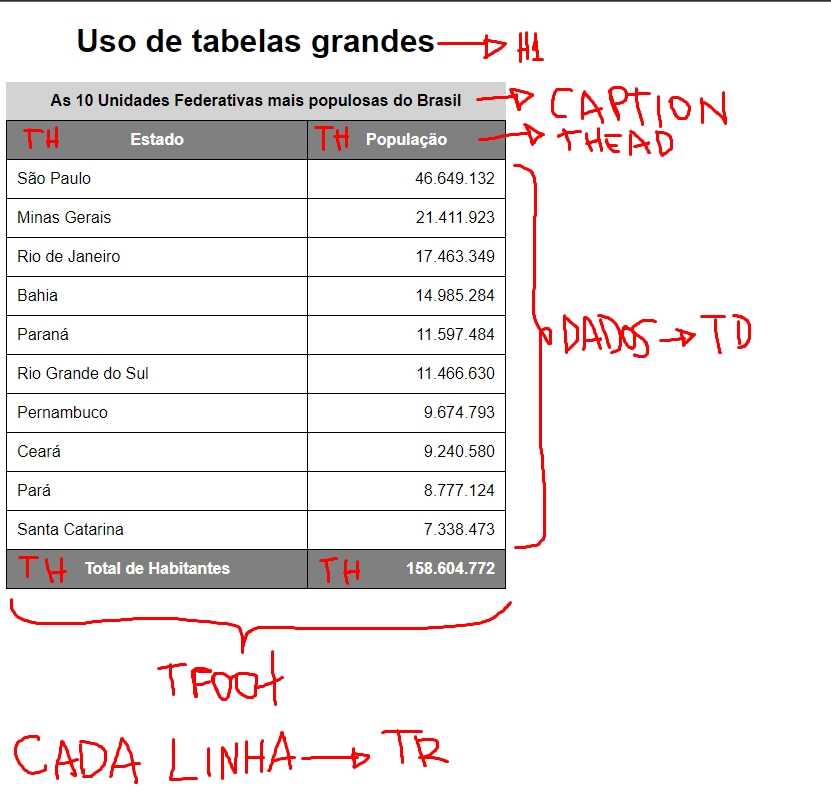 Uso de tabelas grandes → H1
As 10 Unidades Federativas mais populosas do Brasil → CAPTION
TH Estado TH População → THEAD
São Paulo 46.649.132
Minas Gerais 21.411.923
Rio de Janeiro 17.463.349
Bahia 14.985.284
Paraná 11.597.484
DADOS → TD
Rio Grande do Sul 11.466.630
Pernambuco 9.674.793
Ceará 9.240.580
Pará 8.777.124
Santa Catarina 7.338.473
TH Total de Habitantes TH 158.604.772
TFOOt
CADA LINHA → TR